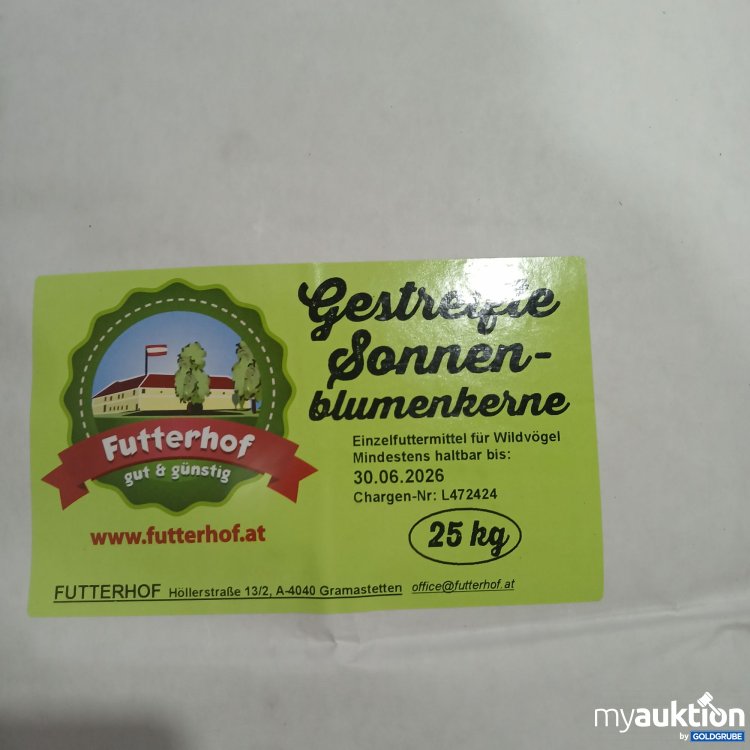 Gestreifte
Sonnen-
blumenkerne
Einzelfuttermittel für Wildvögel
Mindestens haltbar bis:
30.06.2026
Chargen-Nr: L472424
25 kg
Futterhof
gut & günstig
www.futterhof.at
FUTTERHOF Höllerstraße 13/2, A-4040 Gramastetten office@futterhof.at
myauktion
by GOLDGRUBE